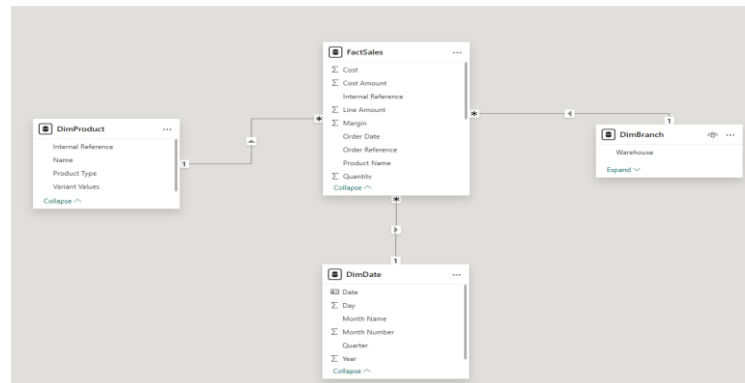 FactSales
Σ Cost
Σ Cost Amount
Internal Reference
Σ Line Amount
Σ Margin
Order Date
Order Reference
Product Name
Σ Quantity
Collapse
*
*
*
DimProduct
Internal Reference
Name
Product Type
Variant Values
Collapse
1
DimBranch
Warehouse
Expand
1
1
DimDate
Date
Σ Day
Month Name
Σ Month Number
Quarter
Σ Year
Collapse